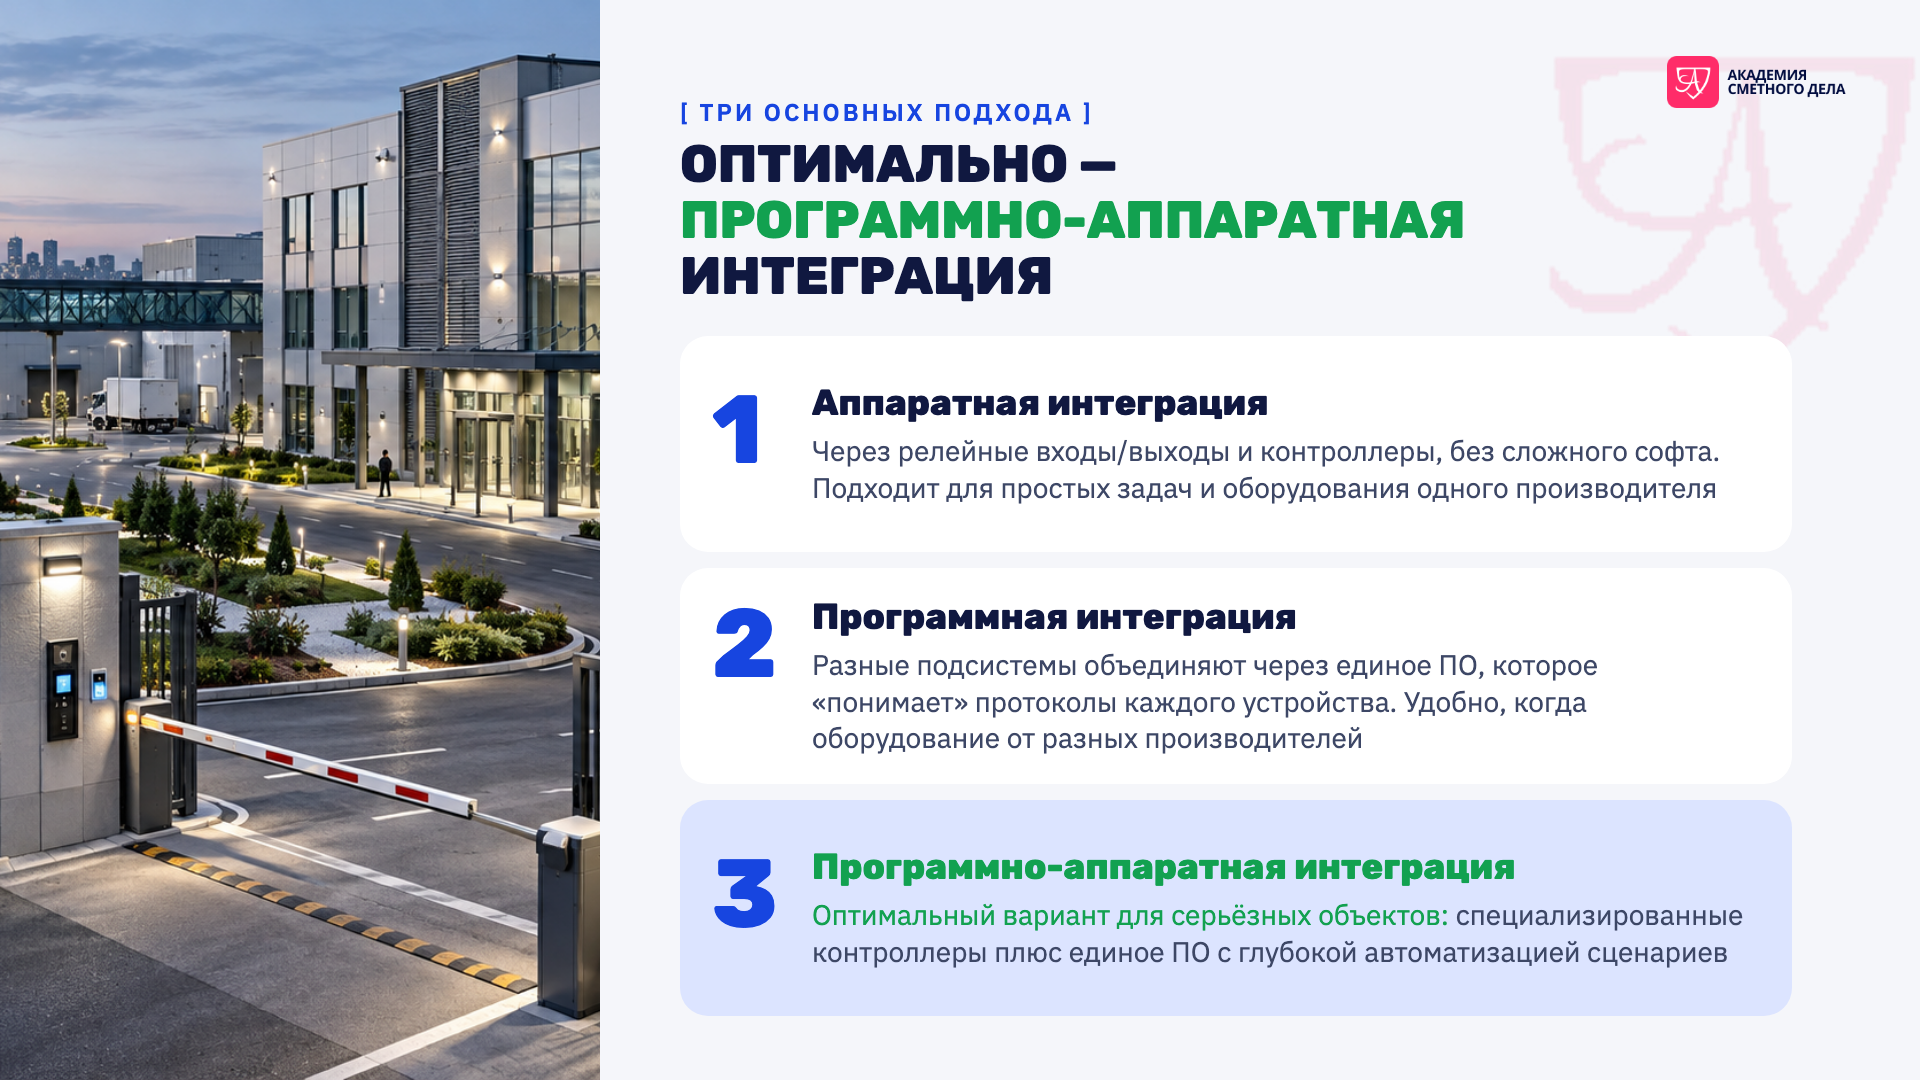 АКАДЕМИЯ
СМЕТНОГО ДЕЛА
[ ТРИ ОСНОВНЫХ ПОДХОДА ]
ОПТИМАЛЬНО —
ПРОГРАММНО-АППАРАТНАЯ
ИНТЕГРАЦИЯ
1
Аппаратная интеграция
Через релейные входы/выходы и контроллеры, без сложного софта.
Подходит для простых задач и оборудования одного производителя
2
Программная интеграция
Разные подсистемы объединяют через единое ПО, которое
«понимает» протоколы каждого устройства. Удобно, когда
оборудование от разных производителей
3
Программно-аппаратная интеграция
Оптимальный вариант для серьёзных объектов: специализированные
контроллеры плюс единое ПО с глубокой автоматизацией сценариев